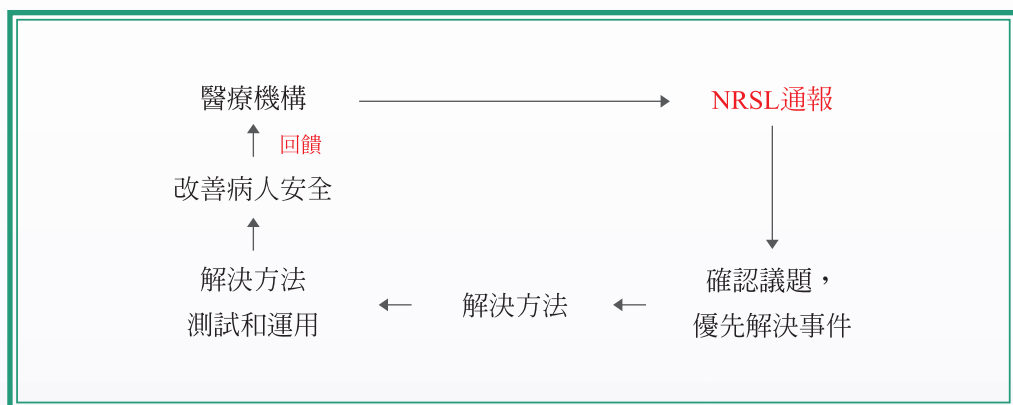 醫療機構
NRSL通報
回饋
改善病人安全
解決方法
測試和運用
解決方法
確認議題，
優先解決事件